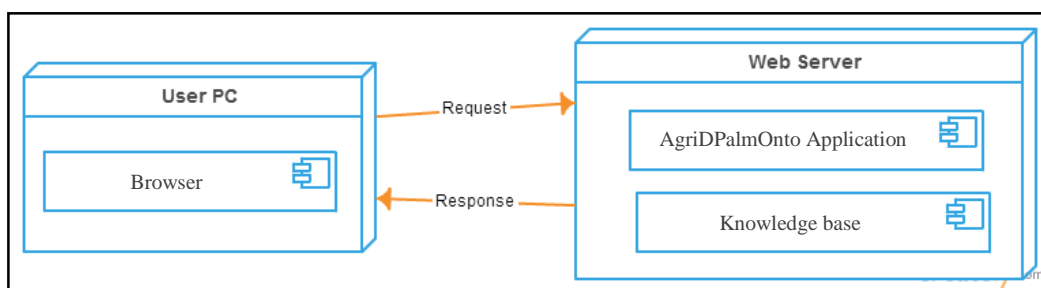 User PC
Browser
Request
Response
Web Server
AgriDPalmOnto Application
Knowledge base